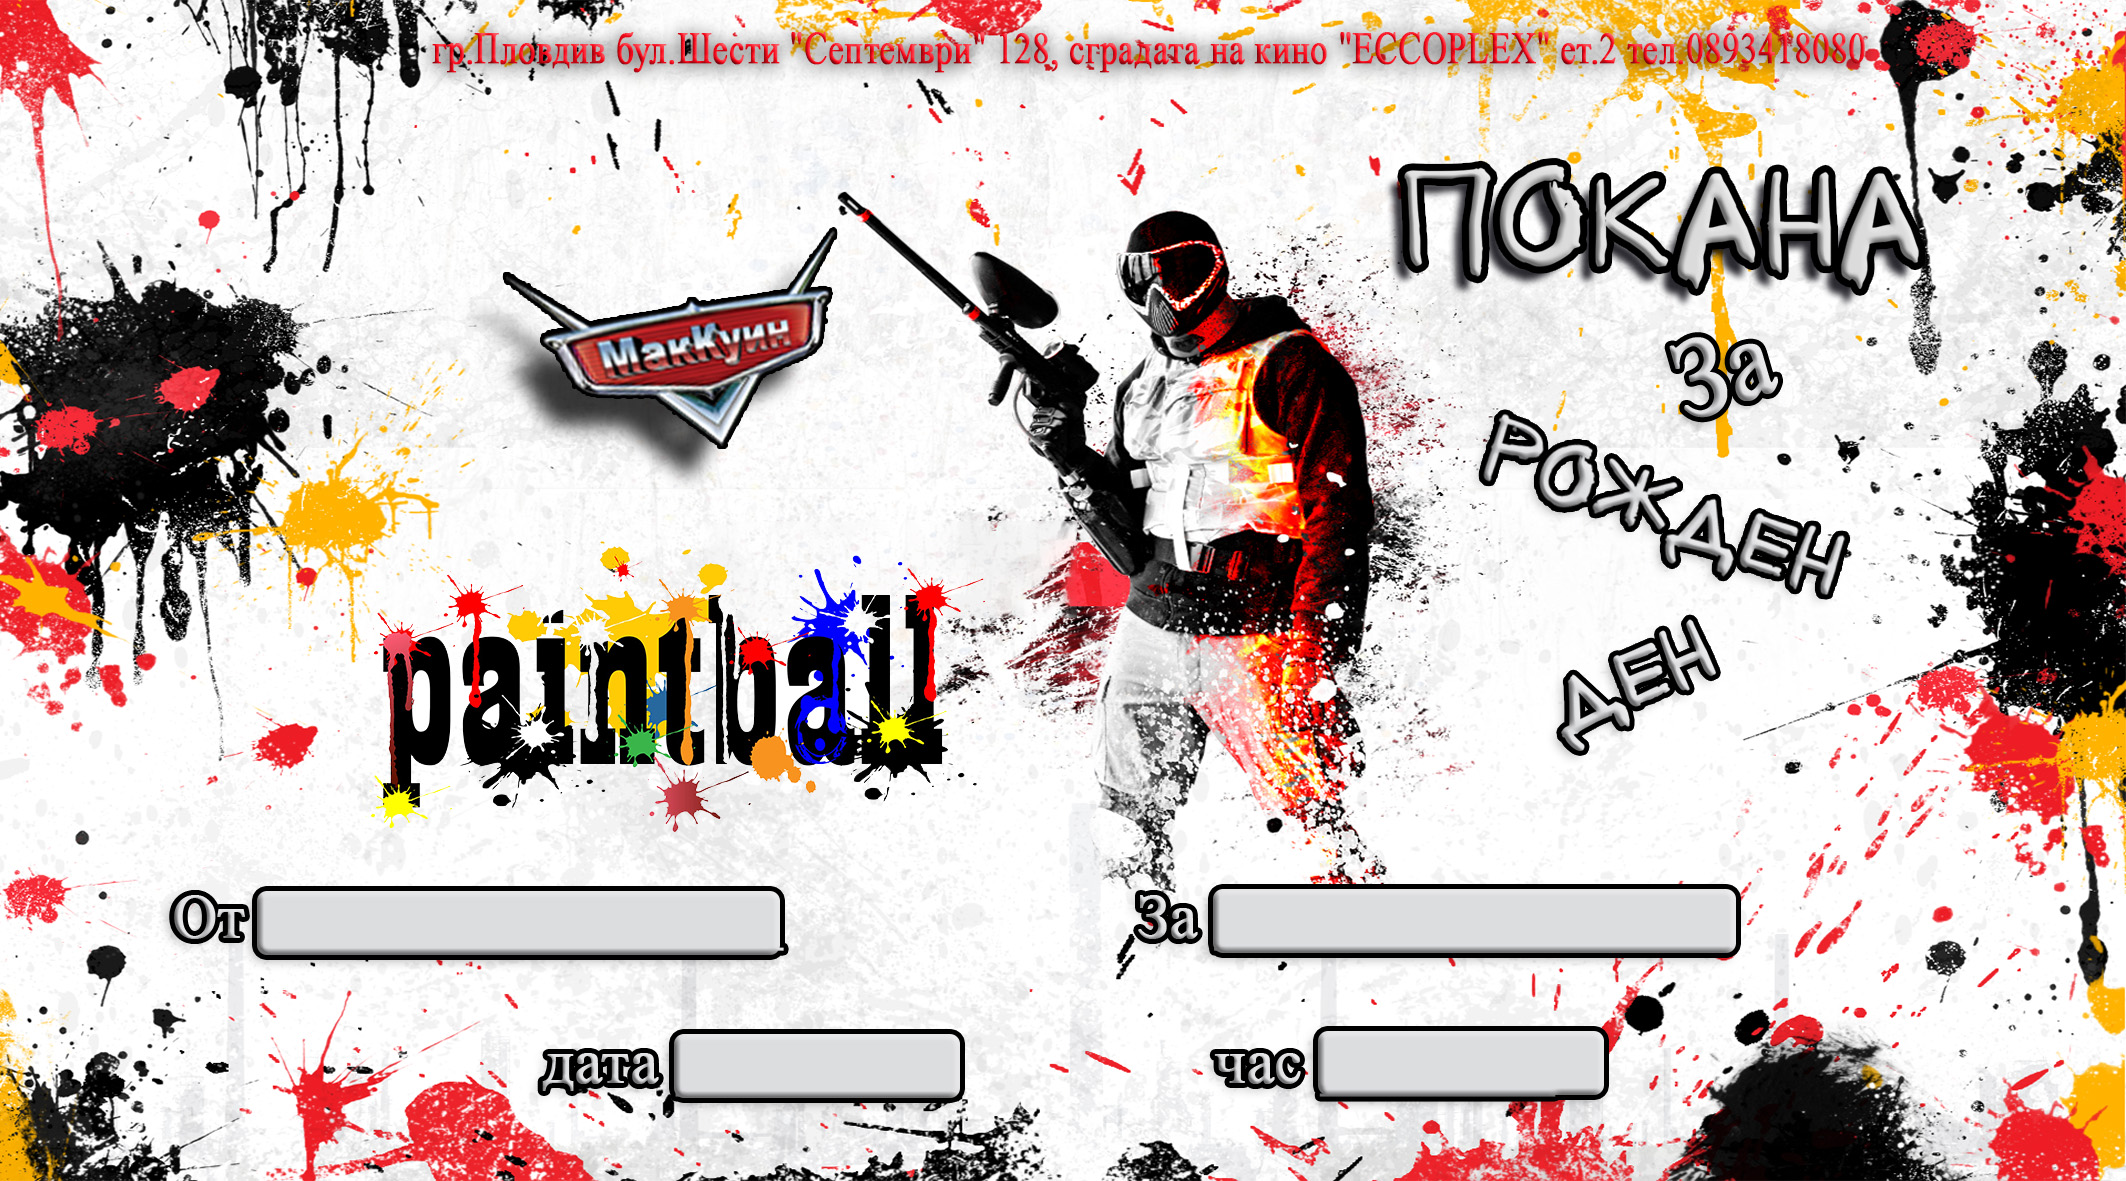 гр.Пловдив бул.Шести "Септември" 128, сградата на кино "ECCOPLEX" ет.2 тел.0893418080
ПОКАНА
За
РОЖДЕН
ДЕН
МакКуин
paintball
От
За
дата
час